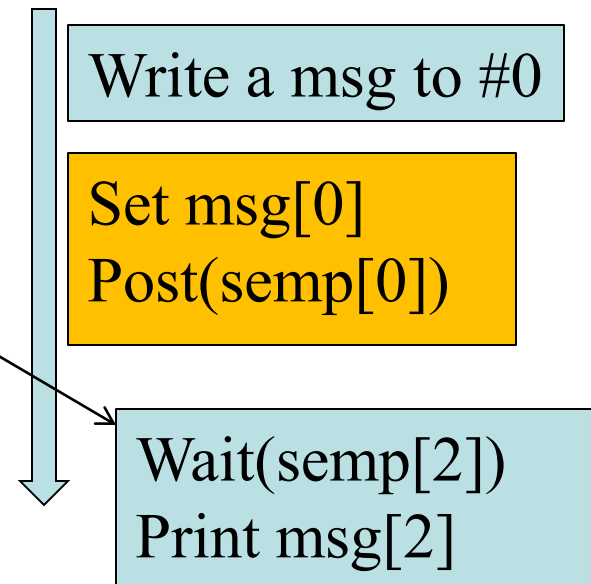 Write a msg to #0
Set msg[0]
Post(semp[0])
Wait(semp[2])
Print msg[2]